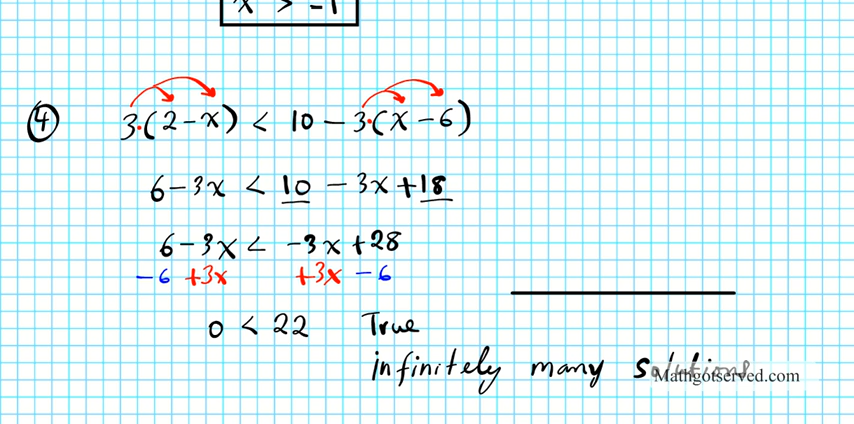 x > -1
④ 3·(2-x) < 10-3·(x-6)
6-3x < 10-3x+18
6-3x < -3x+28
-6 +3x +3x -6
0 < 22 True
infinitely many solutions
Mathgotserved.com